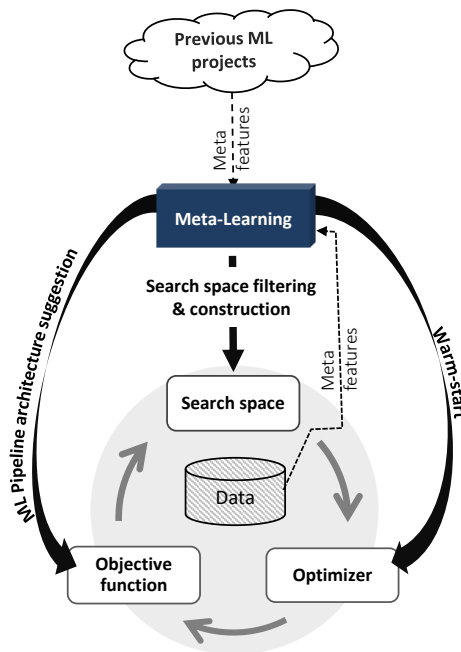 Previous ML
projects
Meta
features
Meta-Learning
Search space filtering
& construction
ML Pipeline architecture suggestion
Warm-start
Meta
features
Search space
Data
Objective
function
Optimizer